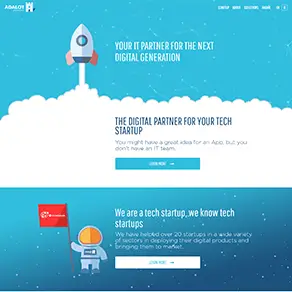 AGALOT
STARTUP ABOUT SOLUTIONS
YOUR IT PARTNER FOR THE NEXT
DIGITAL GENERATION
THE DIGITAL PARTNER FOR YOUR TECH
STARTUP
You might have a great idea for an App, but you
don't have an IT team.
LEARN MORE
We are a tech startup, we know tech
startups
We have helped over 20 startups in a wide variety
of sectors in deploying their digital products and
bringing them to market.
LEARN MORE